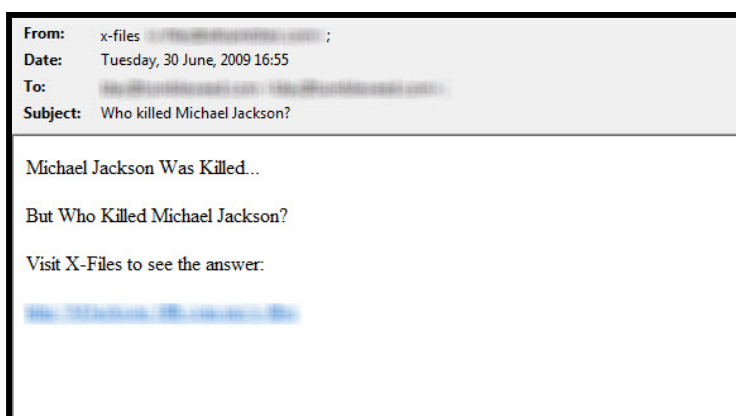 From: x-files ;
Date: Tuesday, 30 June, 2009 16:55
To:
Subject: Who killed Michael Jackson?
Michael Jackson Was Killed...
But Who Killed Michael Jackson?
Visit X-Files to see the answer: